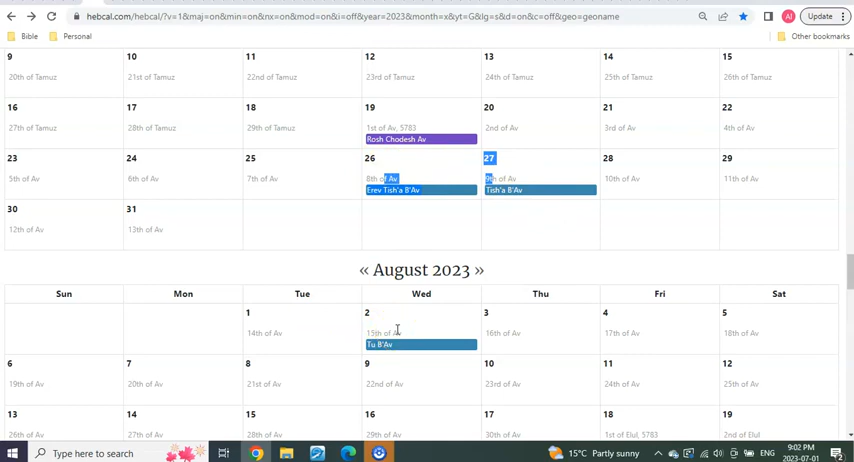 hebcal.com/hebcal/?v=1&maj=on&min=on&nx=on&mod=on&i=off&year=2023&month=x&yt=G&lg=s&d=on&c=off&geo=geoname
AI
Update
Bible
Personal
Other bookmarks
9 10 11 12 13 14 15
20th of Tamuz 21st of Tamuz 22nd of Tamuz 23rd of Tamuz 24th of Tamuz 25th of Tamuz 26th of Tamuz
16 17 18 19 20 21 22
27th of Tamuz 28th of Tamuz 29th of Tamuz 1st of Av, 5783 2nd of Av 3rd of Av 4th of Av
Rosh Chodesh Av
23 24 25 26 27 28 29
5th of Av 6th of Av 7th of Av 8th of Av 9th of Av 10th of Av 11th of Av
Erev Tish'a B'Av Tish'a B'Av
30 31
12th of Av 13th of Av
« August 2023 »
Sun Mon Tue Wed Thu Fri Sat
1 2 3 4 5
14th of Av 15th of Av 16th of Av 17th of Av 18th of Av
Tu B'Av
6 7 8 9 10 11 12
19th of Av 20th of Av 21st of Av 22nd of Av 23rd of Av 24th of Av 25th of Av
13 14 15 16 17 18 19
26th of Av 27th of Av 28th of Av 29th of Av 30th of Av 1st of Elul, 5783 2nd of Elul
Type here to search
15°C Partly sunny
ENG
9:02 PM
2023-07-01
2